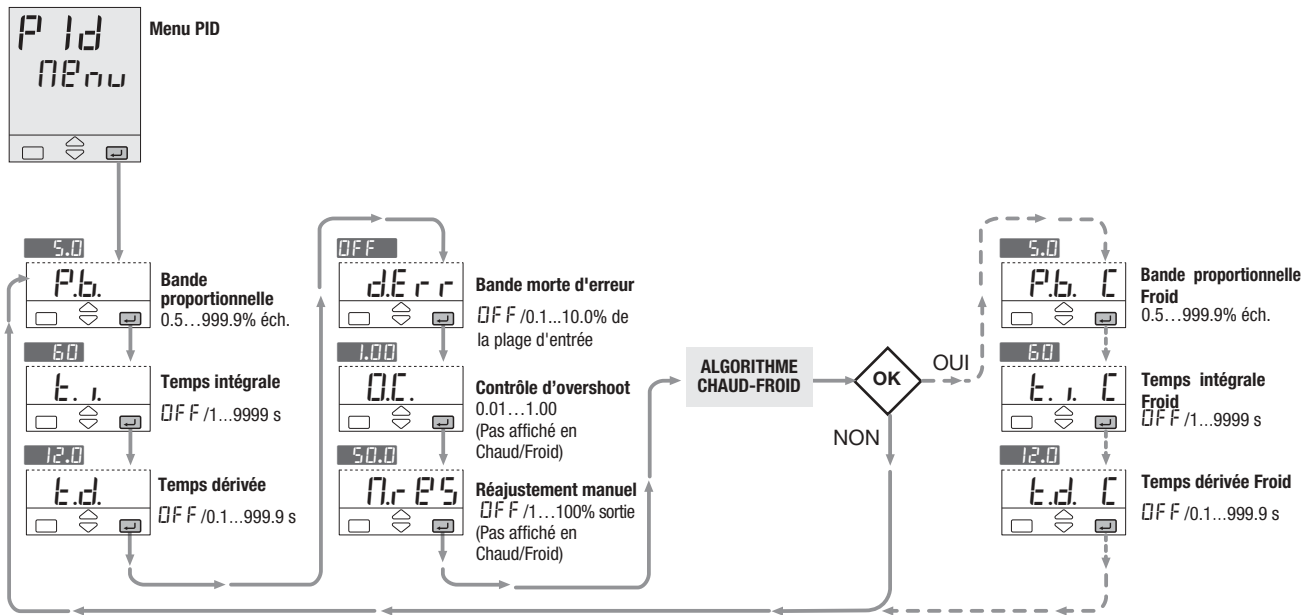 PId
MEnu
Menu PID
5.0
P.b.
Bande
proportionnelle
0.5...999.9% éch.
60
t.i.
Temps intégrale
OFF/1...9999 s
12.0
t.d.
Temps dérivée
OFF/0.1...999.9 s
OFF
d.Err
Bande morte d'erreur
OFF/0.1...10.0% de
la plage d'entrée
1.00
O.C.
Contrôle d’overshoot
0.01...1.00
(Pas affiché en
Chaud/Froid)
50.0
M.rES
Réajustement manuel
OFF/1...100% sortie
(Pas affiché en
Chaud/Froid)
ALGORITHME
CHAUD-FROID
OK
OUI
NON
5.0
P.b. C
Bande proportionnelle
Froid
0.5...999.9% éch.
60
t.i. C
Temps intégrale
Froid
OFF/1...9999 s
12.0
t.d. C
Temps dérivée Froid
OFF/0.1...999.9 s